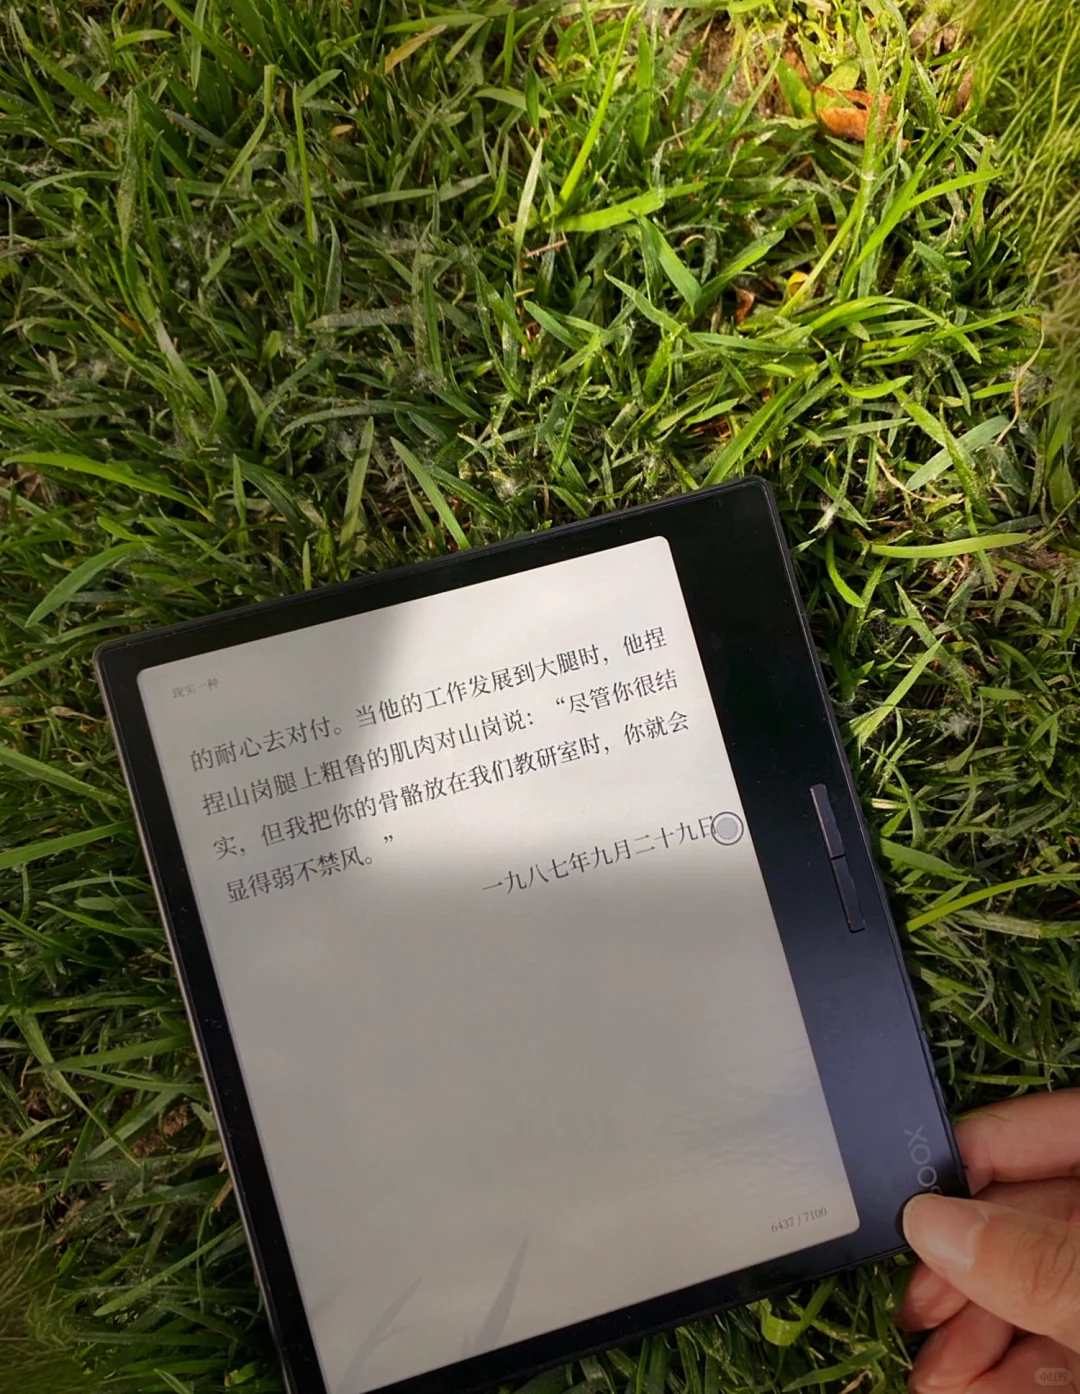 现实一种
的耐心去对付。当他的工作发展到大腿时，他捏
捏山岗腿上粗鲁的肌肉对山岗说：“尽管你很结
实，但我把你的骨骼放在我们教研室时，你就会
显得弱不禁风。”
一九八七年九月二十九日
6437 / 7100
BOOX
小红书